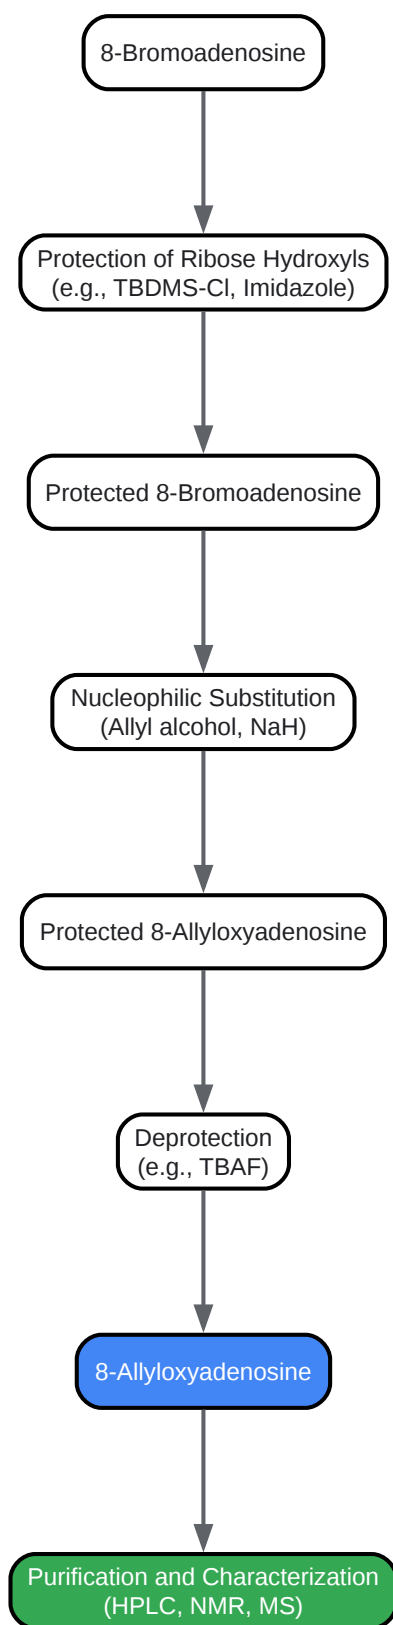 8-Bromoadenosine
Protection of Ribose Hydroxyls
(e.g., TBDMS-Cl, Imidazole)
Protected 8-Bromoadenosine
Nucleophilic Substitution
(Allyl alcohol, NaH)
Protected 8-Allyloxyadenosine
Deprotection
(e.g., TBAF)
8-Allyloxyadenosine
Purification and Characterization
(HPLC, NMR, MS)